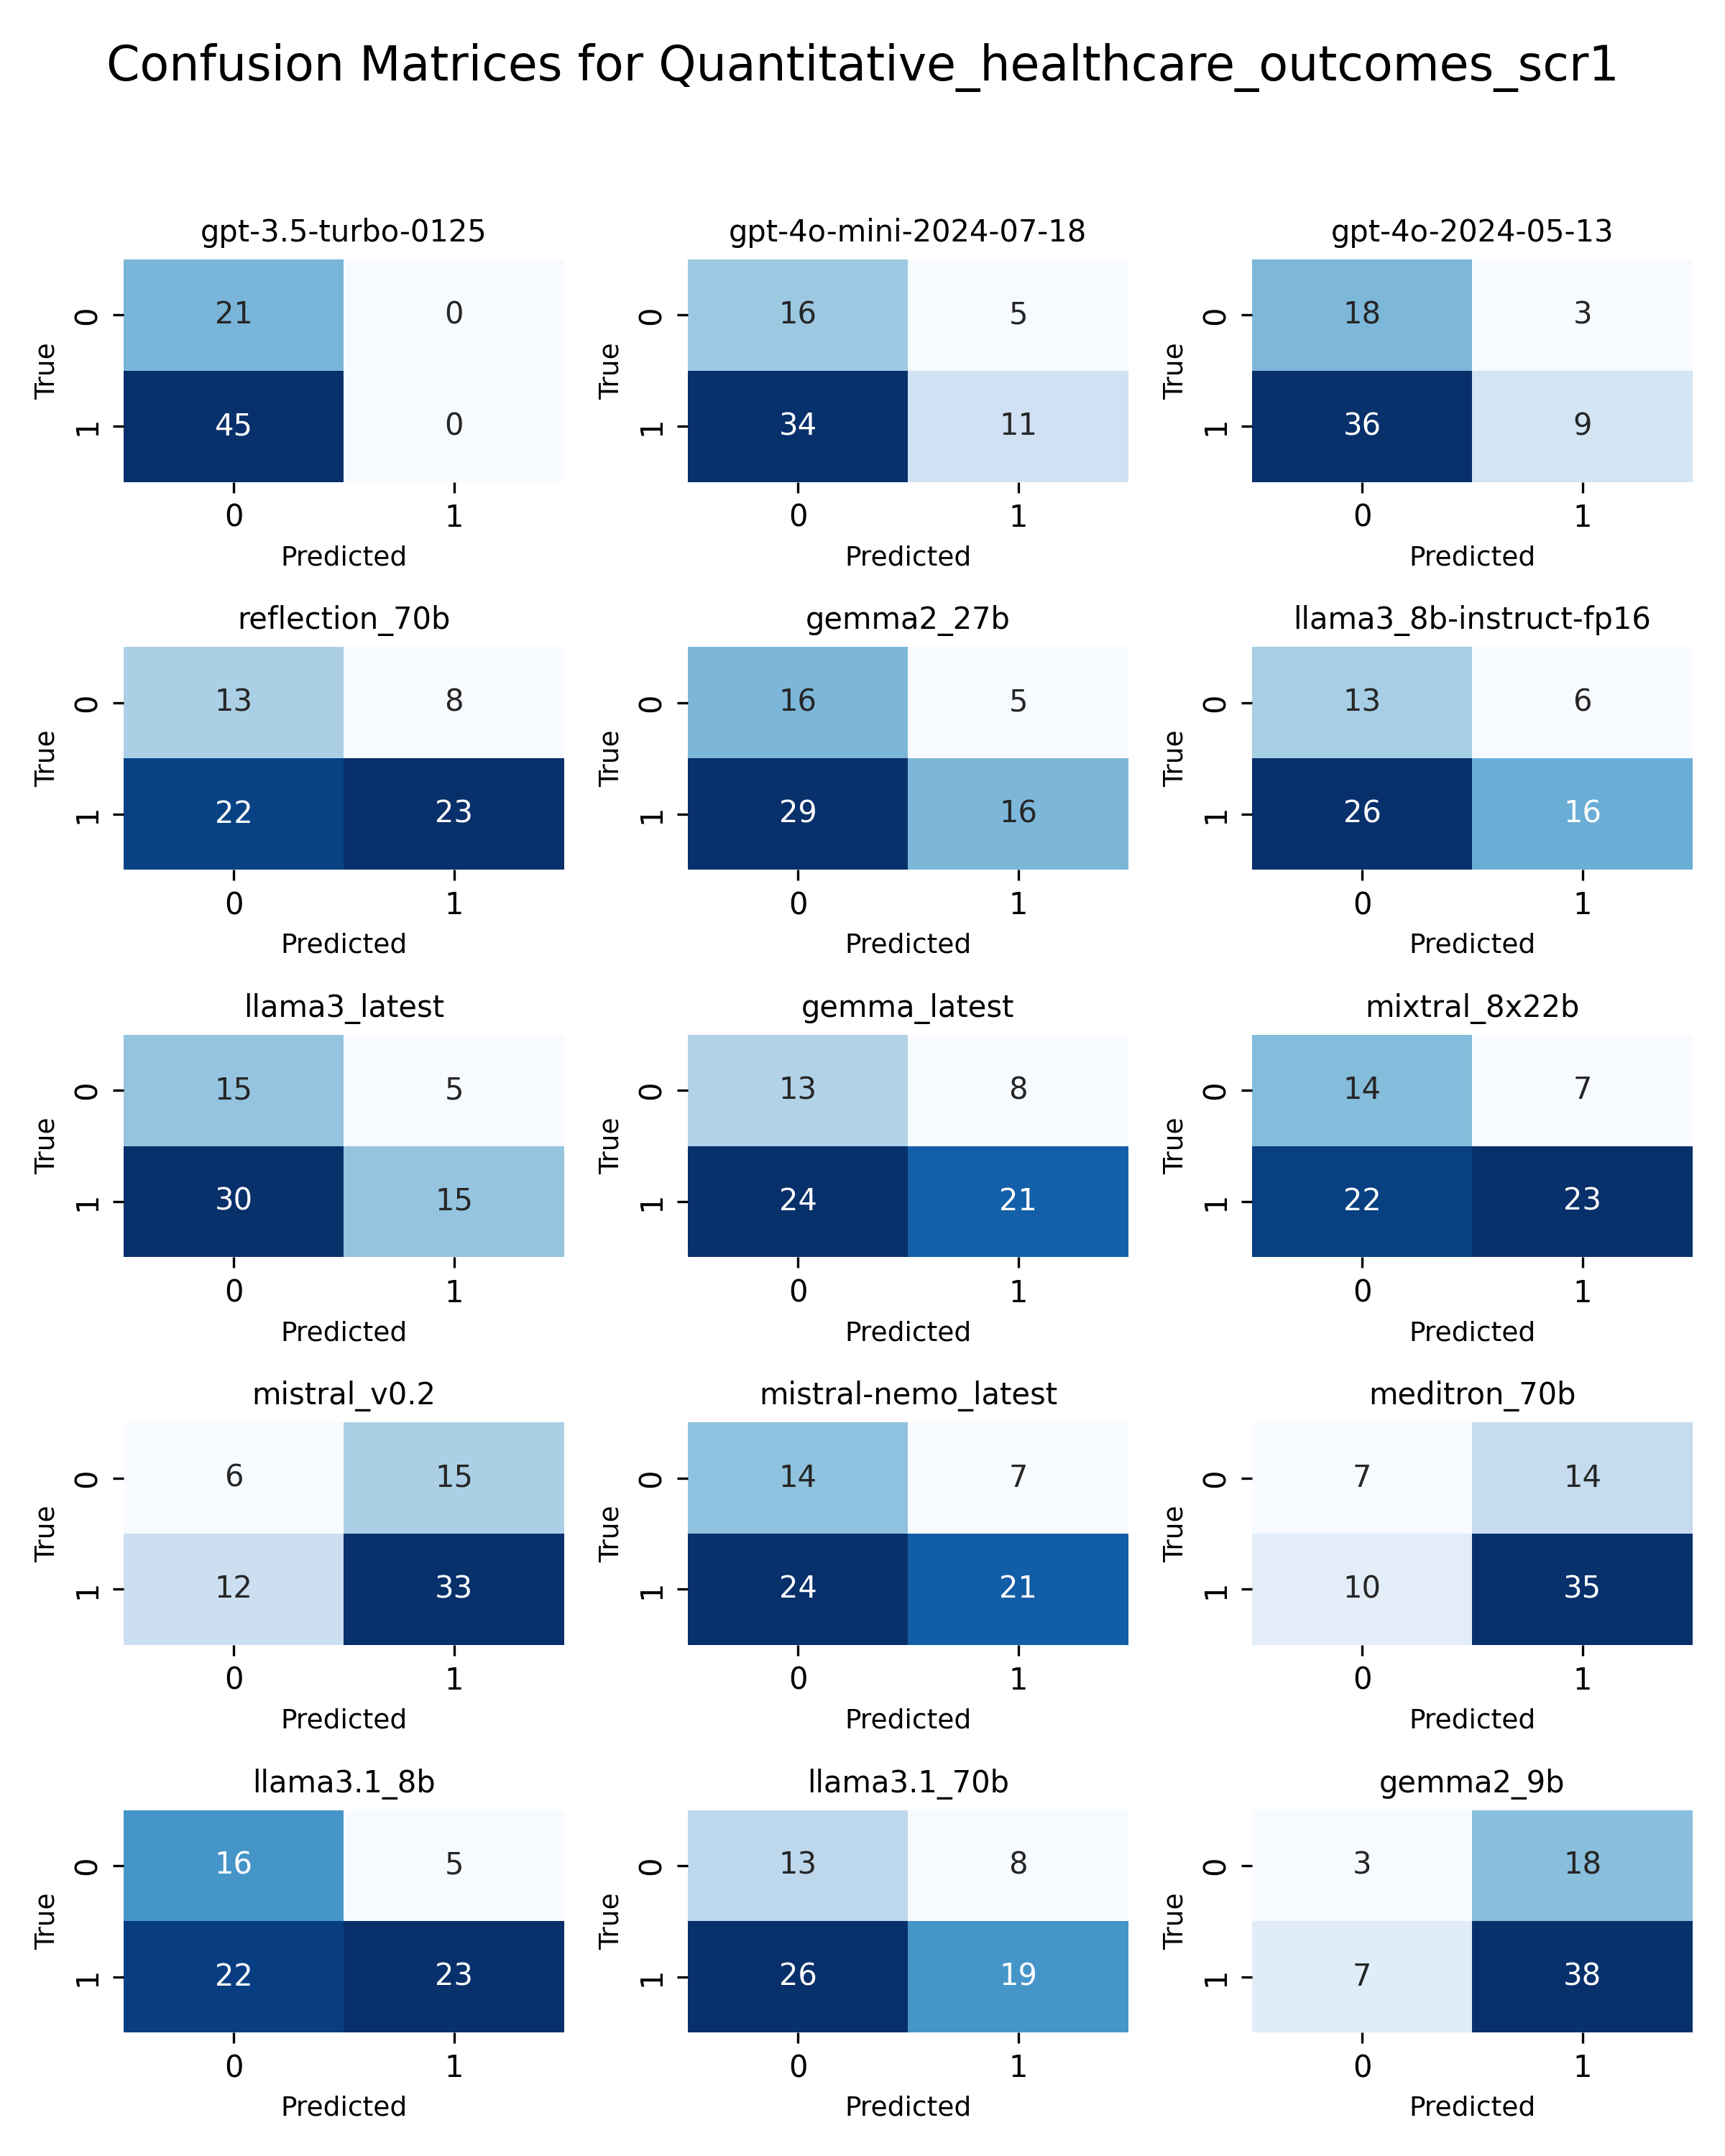 Confusion Matrices for Quantitative_healthcare_outcomes_scr1
gpt-3.5-turbo-0125
True
0
21
0
1
45
0
0
1
Predicted
gpt-4o-mini-2024-07-18
True
0
16
5
1
34
11
0
1
Predicted
gpt-4o-2024-05-13
True
0
18
3
1
36
9
0
1
Predicted
reflection_70b
True
0
13
8
1
22
23
0
1
Predicted
gemma2_27b
True
0
16
5
1
29
16
0
1
Predicted
llama3_8b-instruct-fp16
True
0
13
6
1
26
16
0
1
Predicted
llama3_latest
True
0
15
5
1
30
15
0
1
Predicted
gemma_latest
True
0
13
8
1
24
21
0
1
Predicted
mixtral_8x22b
True
0
14
7
1
22
23
0
1
Predicted
mistral_v0.2
True
0
6
15
1
12
33
0
1
Predicted
mistral-nemo_latest
True
0
14
7
1
24
21
0
1
Predicted
meditron_70b
True
0
7
14
1
10
35
0
1
Predicted
llama3.1_8b
True
0
16
5
1
22
23
0
1
Predicted
llama3.1_70b
True
0
13
8
1
26
19
0
1
Predicted
gemma2_9b
True
0
3
18
1
7
38
0
1
Predicted